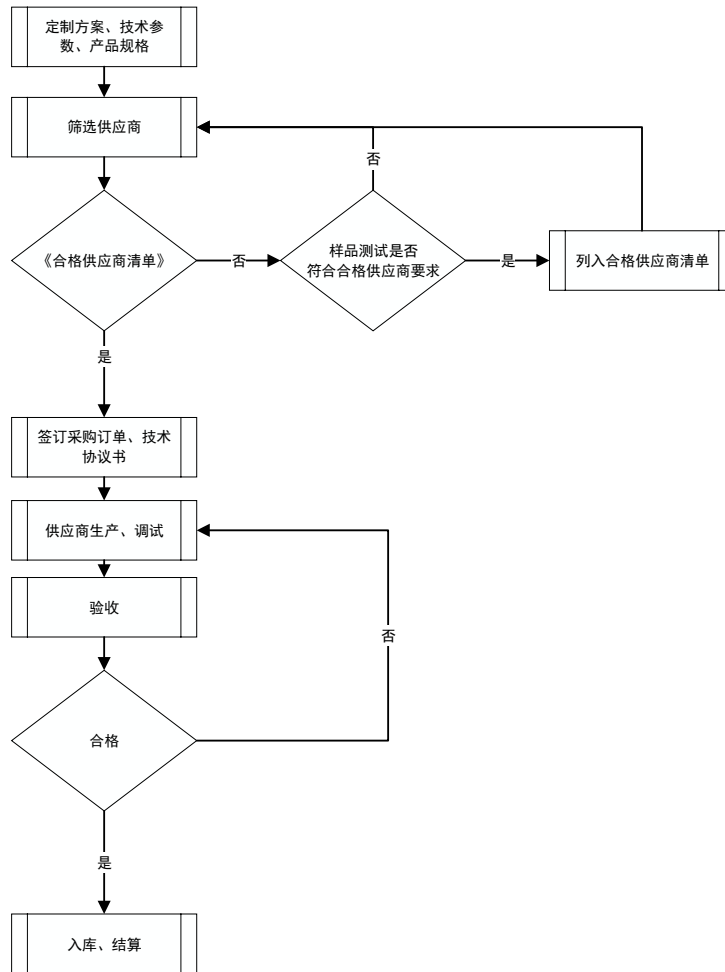 定制方案、技术参
数、产品规格
筛选供应商
否
《合格供应商清单》
否
样品测试是否
符合合格供应商要求
是
列入合格供应商清单
是
签订采购订单、技术
协议书
供应商生产、调试
验收
否
合格
是
入库、结算